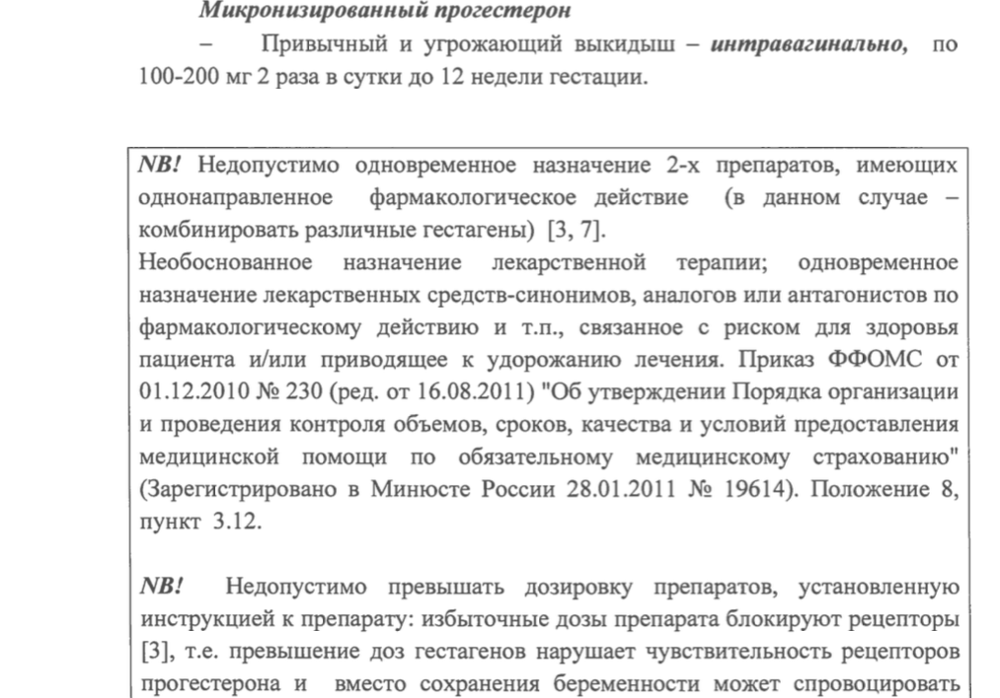 Микронизированный прогестерон
– Привычный и угрожающий выкидыш – интравагинально, по
100-200 мг 2 раза в сутки до 12 недели гестации.
NB! Недопустимо одновременное назначение 2-х препаратов, имеющих
однонаправленное фармакологическое действие (в данном случае –
комбинировать различные гестагены) [3, 7].
Необоснованное назначение лекарственной терапии; одновременное
назначение лекарственных средств-синонимов, аналогов или антагонистов по
фармакологическому действию и т.п., связанное с риском для здоровья
пациента и/или приводящее к удорожанию лечения. Приказ ФФОМС от
01.12.2010 № 230 (ред. от 16.08.2011) "Об утверждении Порядка организации
и проведения контроля объемов, сроков, качества и условий предоставления
медицинской помощи по обязательному медицинскому страхованию"
(Зарегистрировано в Минюсте России 28.01.2011 № 19614). Положение 8,
пункт 3.12.
NB! Недопустимо превышать дозировку препаратов, установленную
инструкцией к препарату: избыточные дозы препарата блокируют рецепторы
[3], т.е. превышение доз гестагенов нарушает чувствительность рецепторов
прогестерона и вместо сохранения беременности может спровоцировать